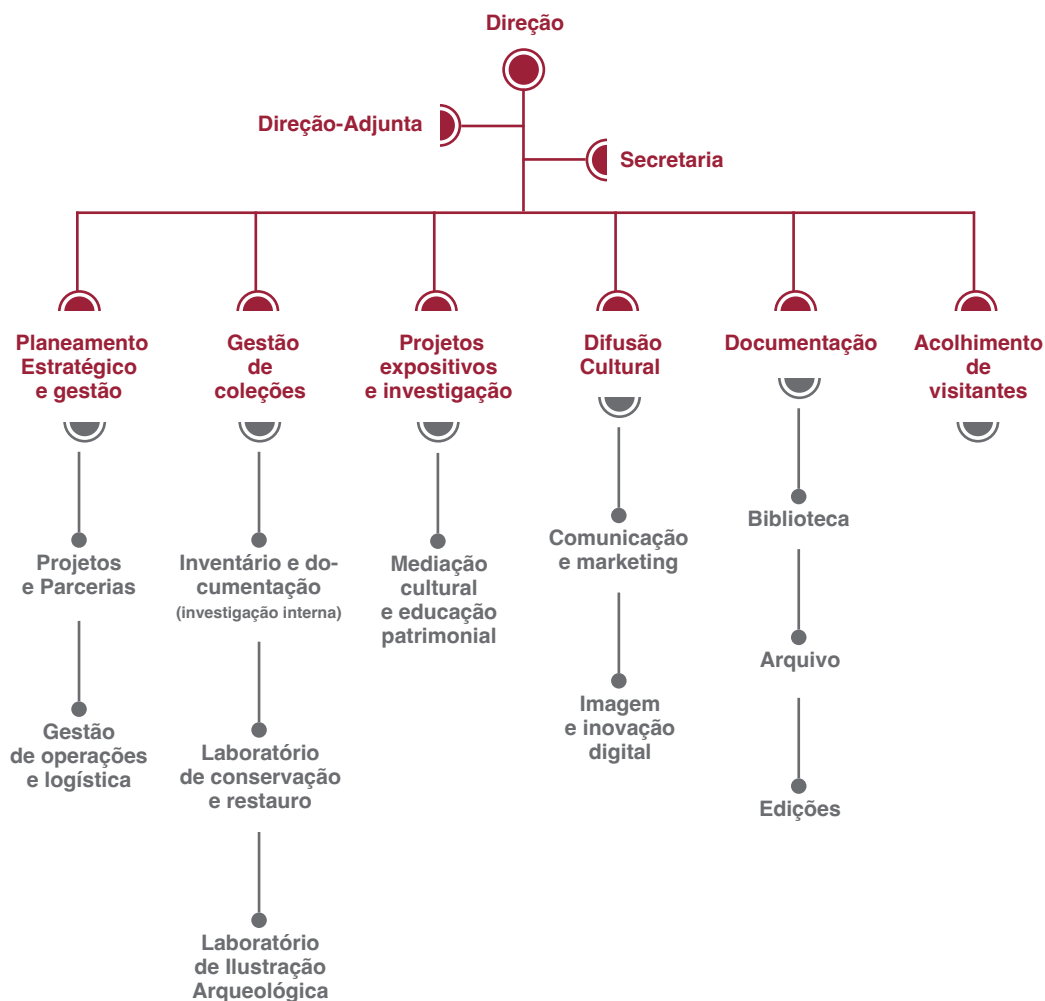 Direção
Direção-Adjunta
Secretaria
Planeamento
Estratégico
e gestão
Gestão
de
coleções
Projetos
expositivos
e investigação
Difusão
Cultural
Documentação
Acolhimento
de
visitantes
Projetos
e Parcerias
Gestão
de operações
e logística
Inventário e do-
cumentação
(investigação interna)
Laboratório
de conservação
e restauro
Laboratório
de Ilustração
Arqueológica
Mediação
cultural
e educação
patrimonial
Comunicação
e marketing
Imagem
e inovação
digital
Biblioteca
Arquivo
Edições